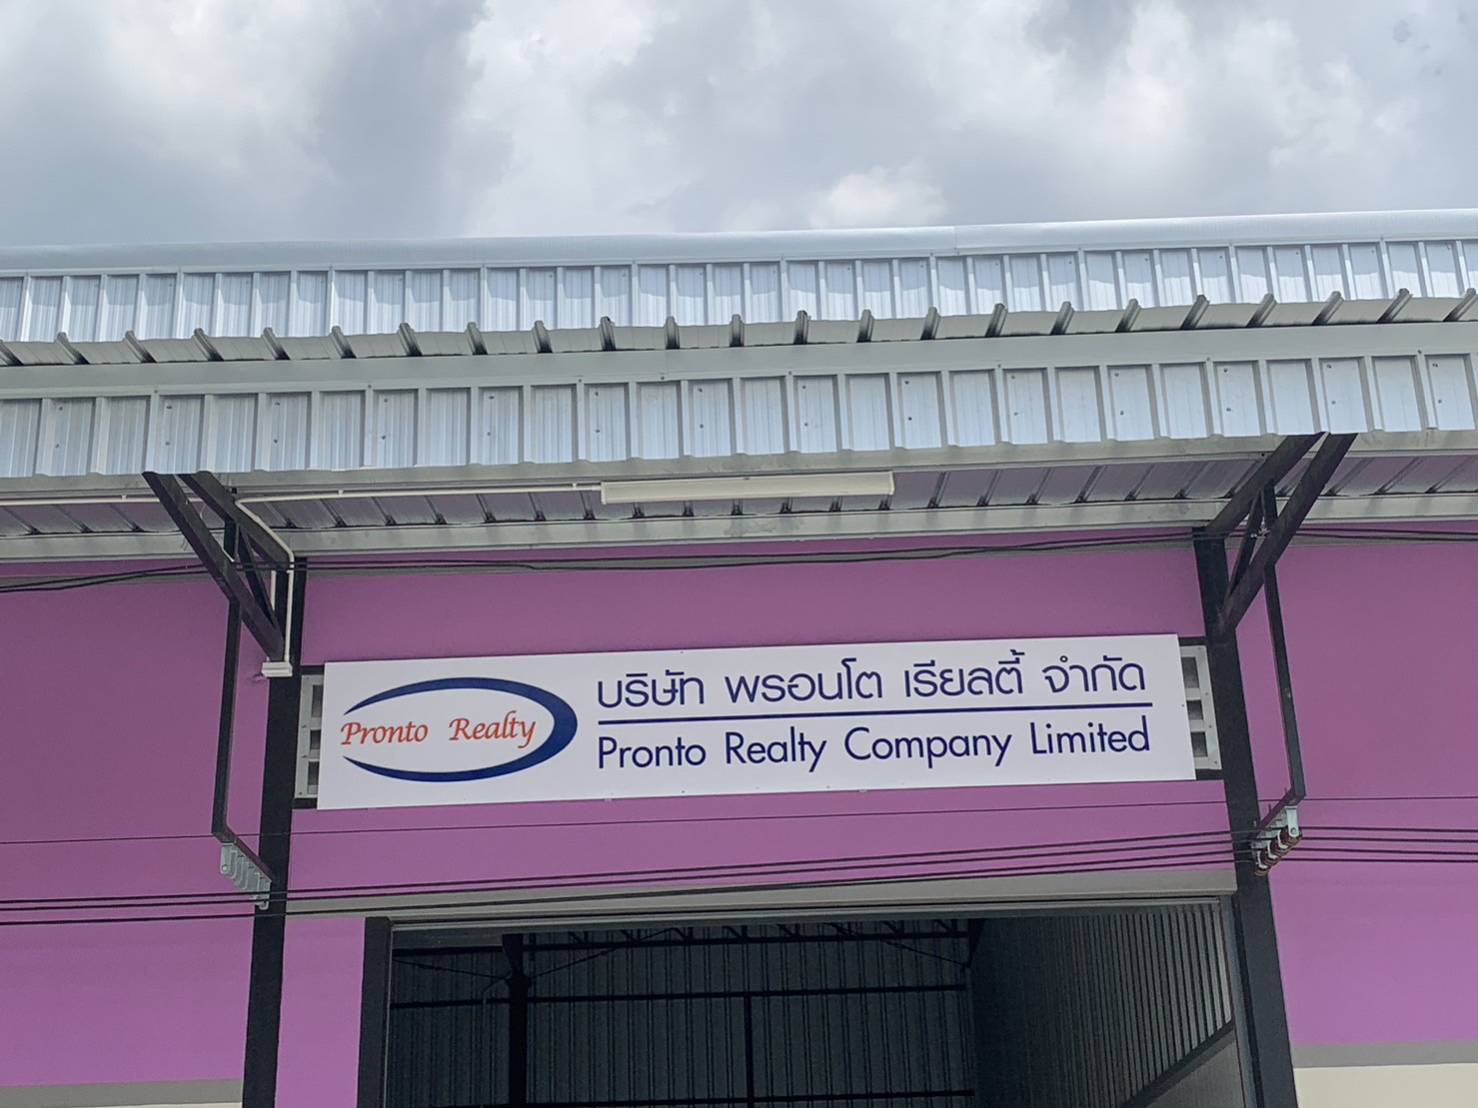 Pronto Realty
บริษัท พรอนโต เรียลตี้ จำกัด
Pronto Realty Company Limited